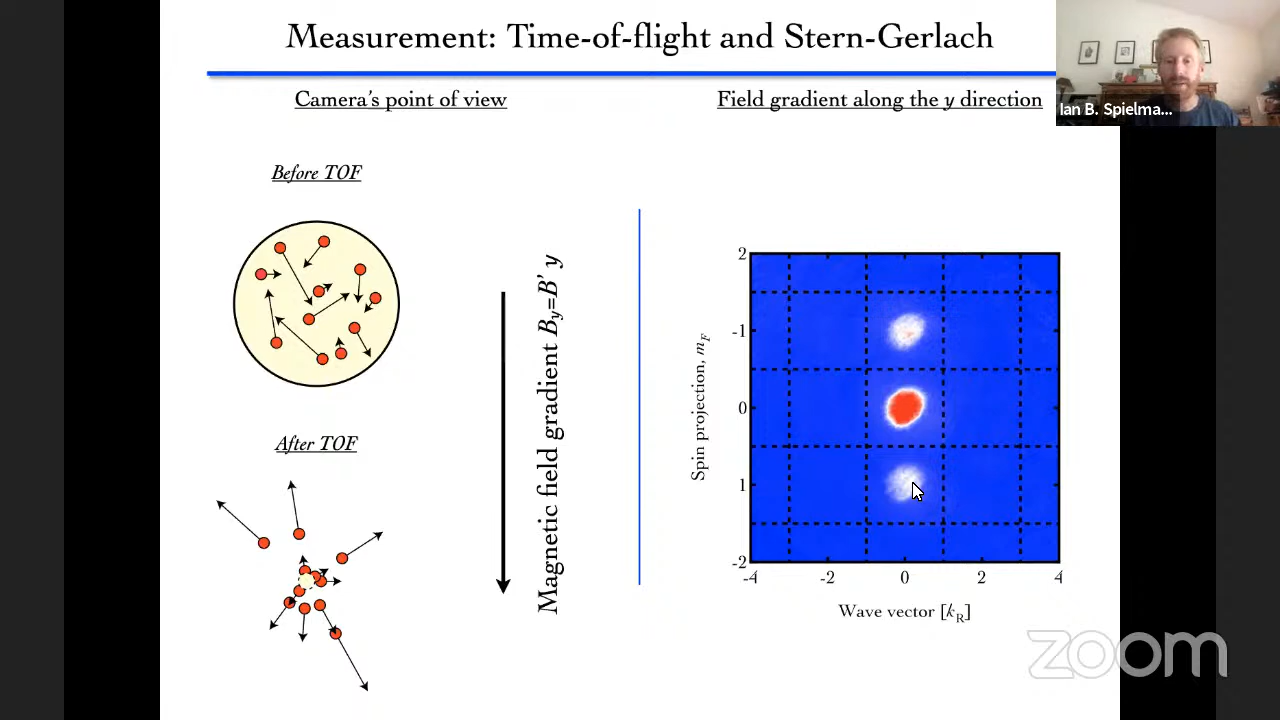 Measurement: Time-of-flight and Stern-Gerlach
Camera's point of view
Field gradient along the y direction
Ian B. Spielma...
Before TOF
After TOF
Magnetic field gradient By=B' y
Spin projection, mF
2
-1
0
1
-2
-4
-2
0
2
4
Wave vector [kR]
zoom